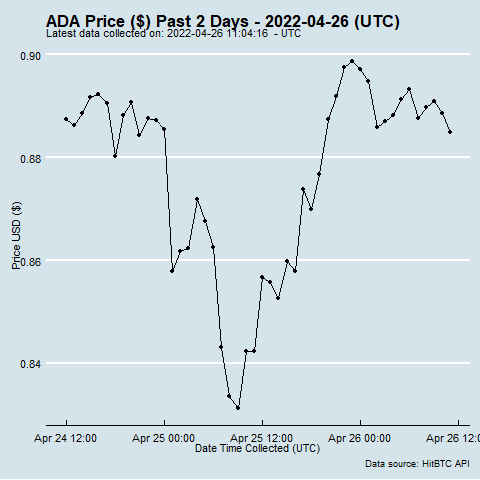 ADA Price ($) Past 2 Days - 2022-04-26 (UTC)
Latest data collected on: 2022-04-26 11:04:16 - UTC
0.90
0.88
0.86
0.84
Price USD ($)
Apr 24 12:00 Apr 25 00:00 Apr 25 12:00 Apr 26 00:00 Apr 26 12:0
Date Time Collected (UTC)
Data source: HitBTC API